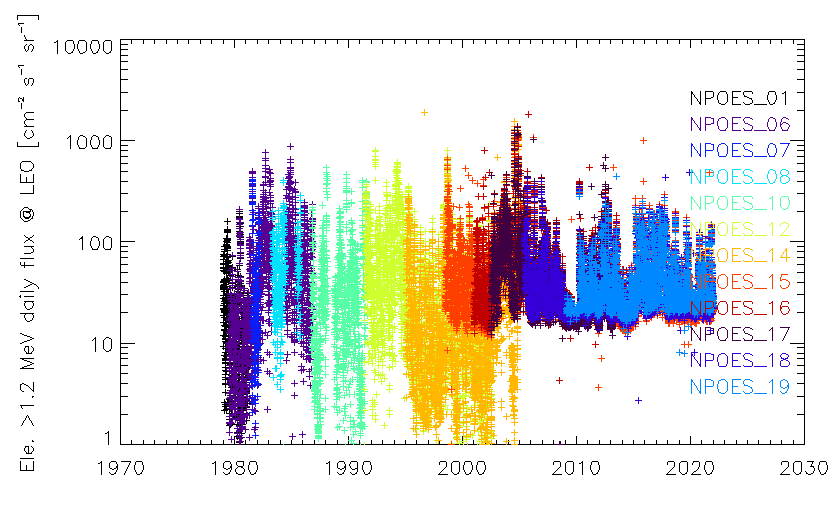 Ele. >1.2 MeV daily flux @ LEO [cm⁻² s⁻¹ sr⁻¹]
10000
1000
100
10
1
NPOES_01
NPOES_06
NPOES_07
NPOES_08
NPOES_10
NPOES_12
NPOES_14
NPOES_15
NPOES_16
NPOES_17
NPOES_18
NPOES_19
1970 1980 1990 2000 2010 2020 2030